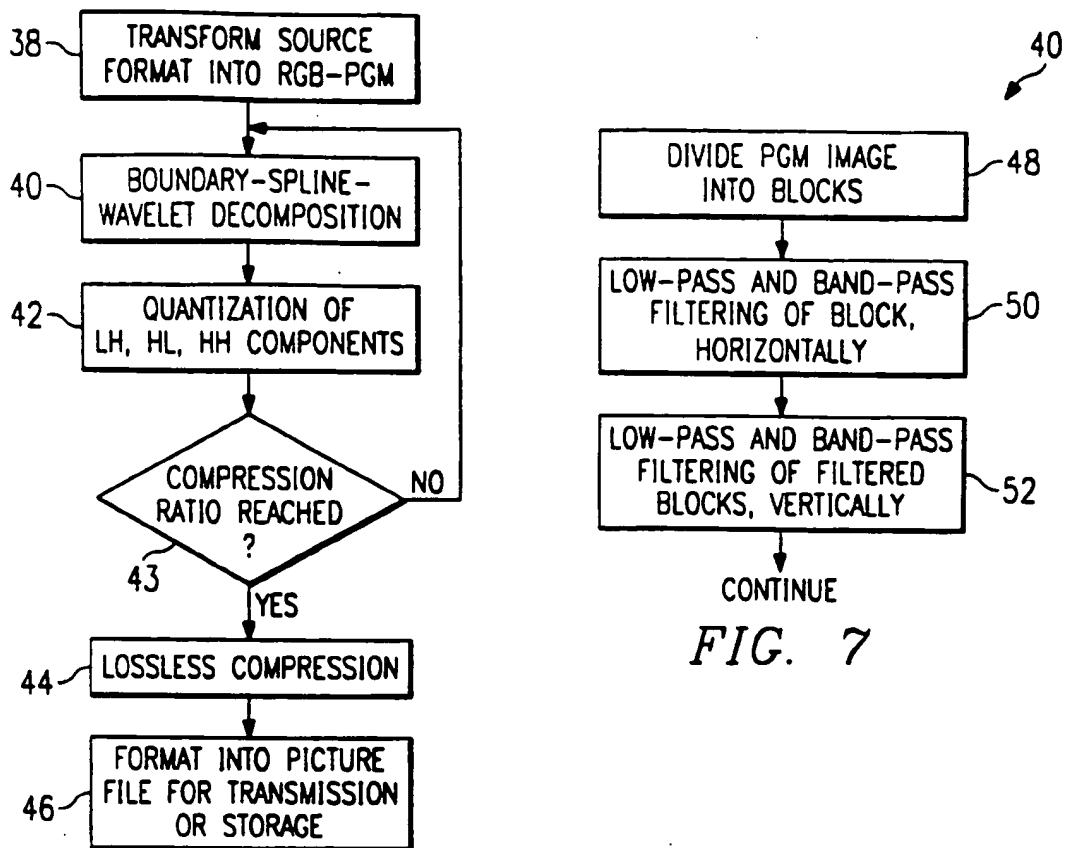 38
TRANSFORM SOURCE
FORMAT INTO RGB-PGM
40
BOUNDARY-SPLINE-
WAVELET DECOMPOSITION
42
QUANTIZATION OF
LH, HL, HH COMPONENTS
COMPRESSION
RATIO REACHED
?
NO
43
YES
44
LOSSLESS COMPRESSION
46
FORMAT INTO PICTURE
FILE FOR TRANSMISSION
OR STORAGE
40
DIVIDE PGM IMAGE
INTO BLOCKS
48
LOW-PASS AND BAND-PASS
FILTERING OF BLOCK,
HORIZONTALLY
50
LOW-PASS AND BAND-PASS
FILTERING OF FILTERED
BLOCKS, VERTICALLY
52
CONTINUE
FIG. 7